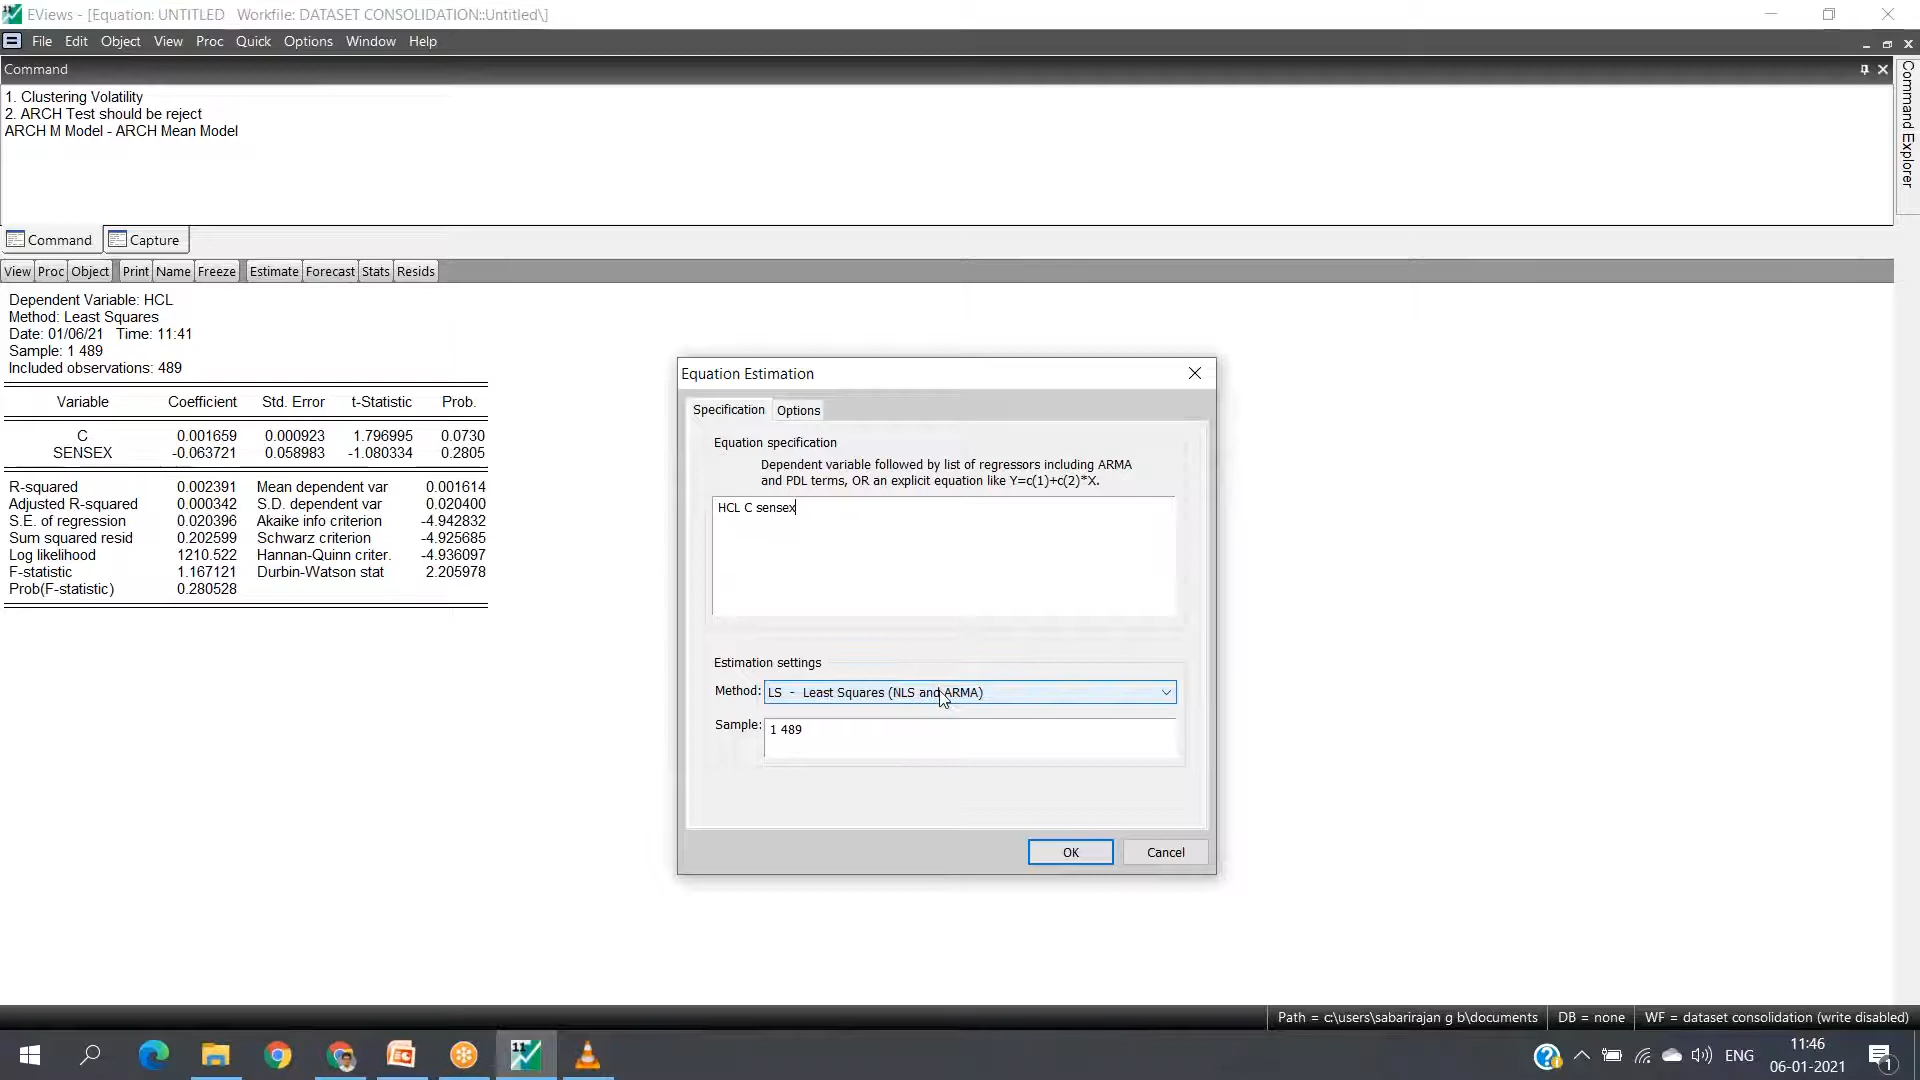 EViews - [Equation: UNTITLED   Workfile: DATASET CONSOLIDATION::Untitled\]
File Edit Object View Proc Quick Options Window Help
Command
1. Clustering Volatility
2. ARCH Test should be reject
ARCH M Model - ARCH Mean Model
Command Explorer
Command Capture
View Proc Object Print Name Freeze Estimate Forecast Stats Resids
Dependent Variable: HCL
Method: Least Squares
Date: 01/06/21   Time: 11:41
Sample: 1 489
Included observations: 489
Variable Coefficient Std. Error t-Statistic Prob.
C 0.001659 0.000923 1.796995 0.0730
SENSEX -0.063721 0.058983 -1.080334 0.2805
R-squared 0.002391 Mean dependent var 0.001614
Adjusted R-squared 0.000342 S.D. dependent var 0.020400
S.E. of regression 0.020396 Akaike info criterion -4.942832
Sum squared resid 0.202599 Schwarz criterion -4.925685
Log likelihood 1210.522 Hannan-Quinn criter. -4.936097
F-statistic 1.167121 Durbin-Watson stat 2.205978
Prob(F-statistic) 0.280528
Equation Estimation
Specification Options
Equation specification
Dependent variable followed by list of regressors including ARMA
and PDL terms, OR an explicit equation like Y=c(1)+c(2)*X.
HCL C sensex
Estimation settings
Method: LS - Least Squares (NLS and ARMA)
Sample: 1 489
OK Cancel
Path = c:\users\sabarirajan g b\documents DB = none WF = dataset consolidation (write disabled)
11
ENG
11:46
06-01-2021
1